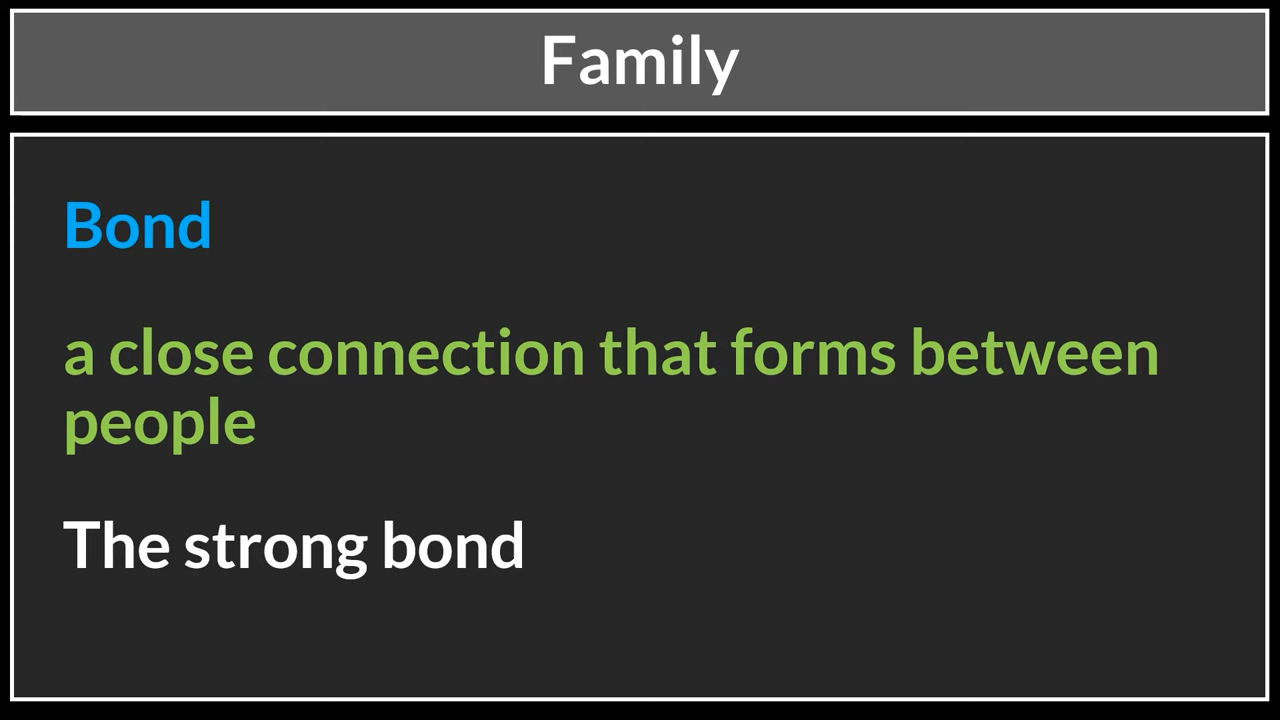 Family
Bond
a close connection that forms between
people
The strong bond